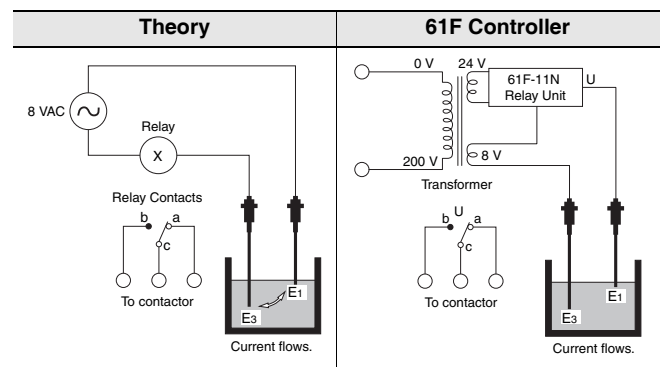 Theory
8 VAC
Relay
X
Relay Contacts
b
a
c
To contactor
E3
E1
Current flows.
61F Controller
0 V
24 V
61F-11N
Relay Unit
U
200 V
8 V
Transformer
U
b
a
c
To contactor
E3
E1
Current flows.